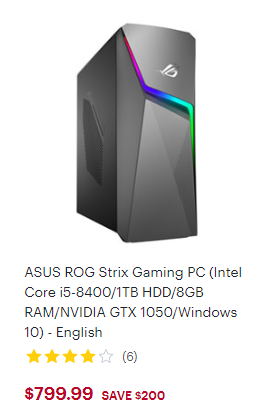 ASUS ROG Strix Gaming PC (Intel
Core i5-8400/1TB HDD/8GB
RAM/NVIDIA GTX 1050/Windows
10) - English
(6)
$799.99 SAVE $200